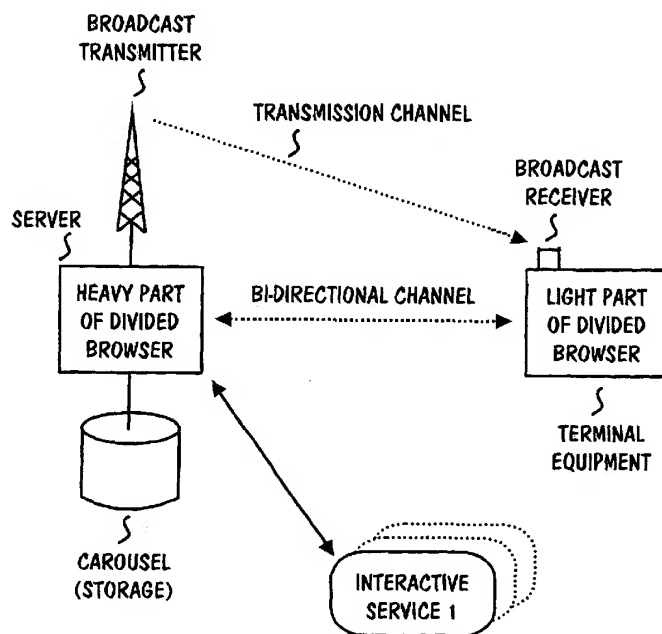 BROADCAST
TRANSMITTER
TRANSMISSION CHANNEL
BROADCAST
RECEIVER
SERVER
HEAVY PART
OF DIVIDED
BROWSER
BI-DIRECTIONAL CHANNEL
LIGHT PART
OF DIVIDED
BROWSER
TERMINAL
EQUIPMENT
CAROUSEL
(STORAGE)
INTERACTIVE
SERVICE 1